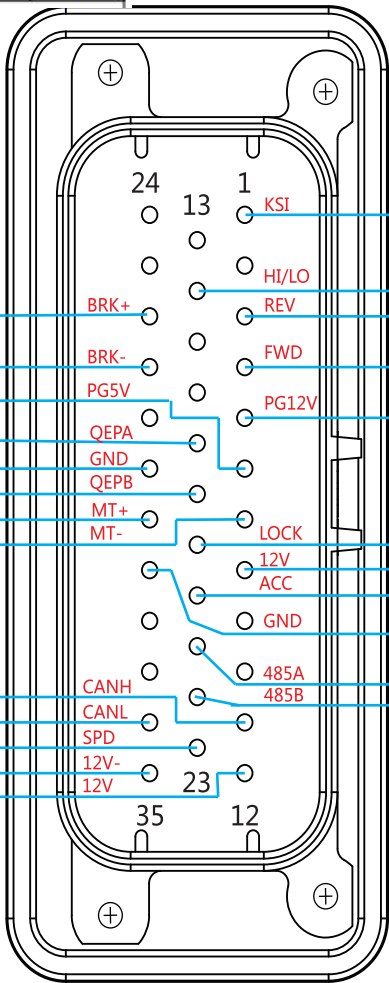 24 1
13
KSI
HI/LO
BRK+ REV
BRK- FWD
PG5V PG12V
QEPA
GND
QEPB
MT+
MT- LOCK
12V
ACC
GND
485A
CANH 485B
CANL
SPD
12V-
12V 23
35 12